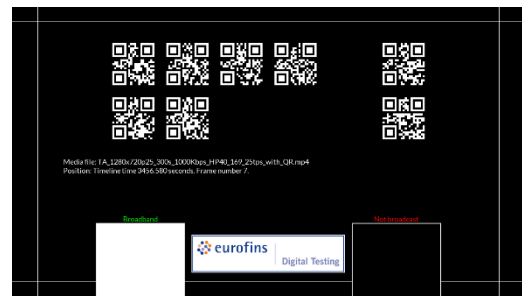 Media file: TA_1280x720p25_300s_1000Kbps_HP40_169_25tps_with_QR.mp4
Position: Timeline time 3456.580 seconds. Frame number 7.
Broadband
Not broadcast
eurofins
Digital Testing